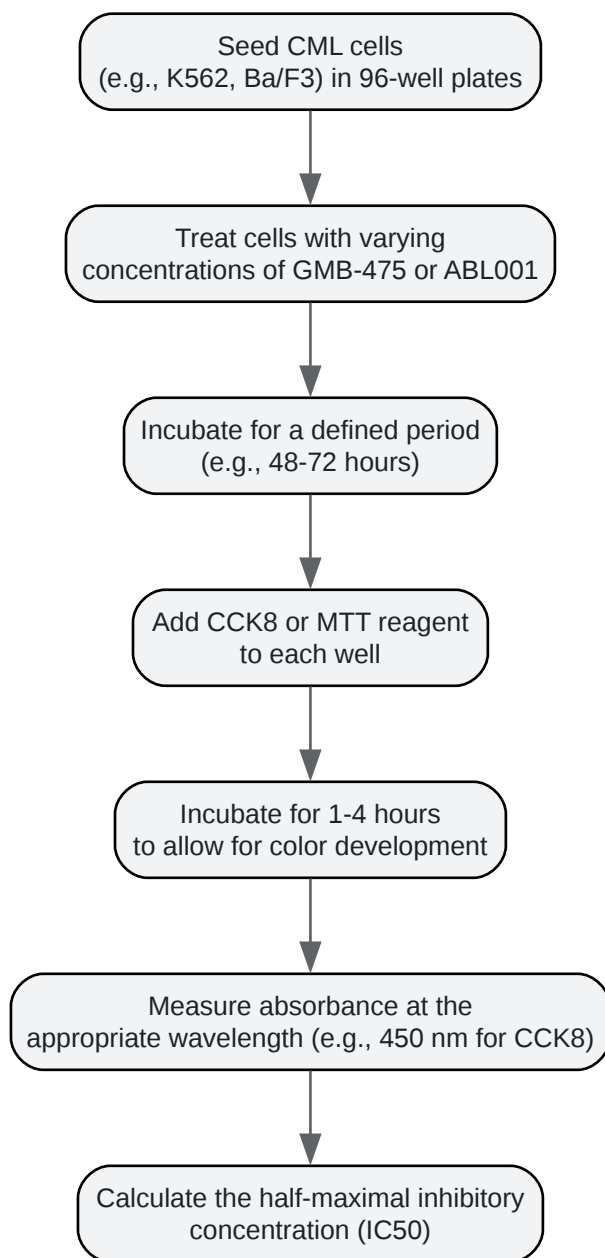 Seed CML cells
(e.g., K562, Ba/F3) in 96-well plates
Treat cells with varying
concentrations of GMB-475 or ABL001
Incubate for a defined period
(e.g., 48-72 hours)
Add CCK8 or MTT reagent
to each well
Incubate for 1-4 hours
to allow for color development
Measure absorbance at the
appropriate wavelength (e.g., 450 nm for CCK8)
Calculate the half-maximal inhibitory
concentration (IC50)